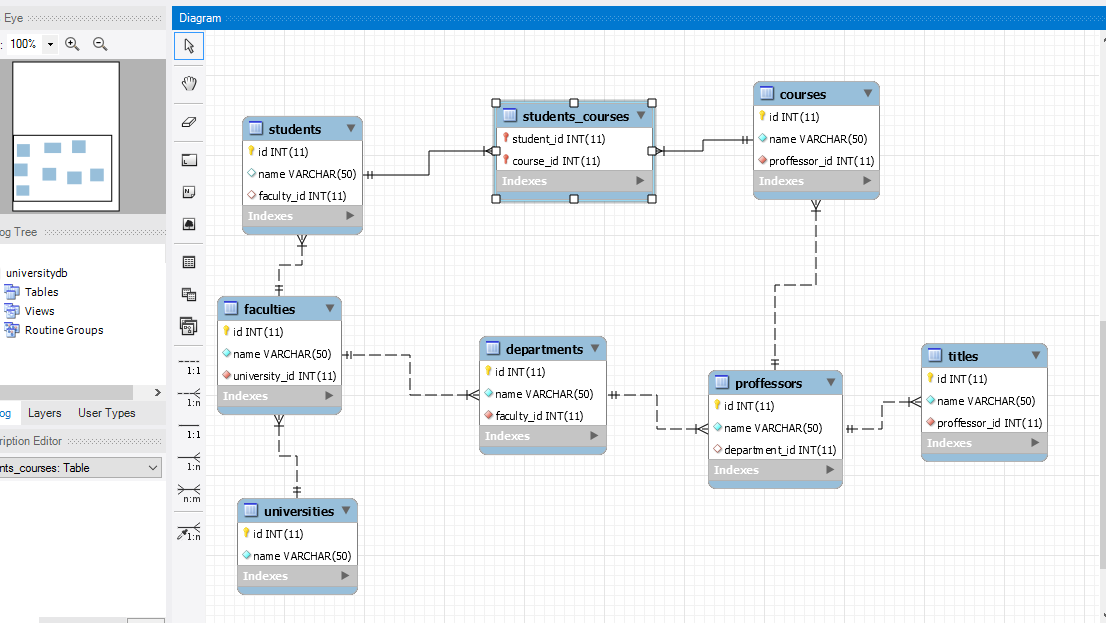 Eye
Diagram
: 100%
og Tree
universitydb
Tables
Views
Routine Groups
og
Layers
User Types
ription Editor
nts_courses: Table
1:1
1:n
1:1
1:n
n:m
1:n
students
id INT(11)
name VARCHAR(50)
faculty_id INT(11)
Indexes
students_courses
student_id INT(11)
course_id INT(11)
Indexes
courses
id INT(11)
name VARCHAR(50)
proffessor_id INT(11)
Indexes
faculties
id INT(11)
name VARCHAR(50)
university_id INT(11)
Indexes
departments
id INT(11)
name VARCHAR(50)
faculty_id INT(11)
Indexes
proffessors
id INT(11)
name VARCHAR(50)
department_id INT(11)
Indexes
titles
id INT(11)
name VARCHAR(50)
proffessor_id INT(11)
Indexes
universities
id INT(11)
name VARCHAR(50)
Indexes